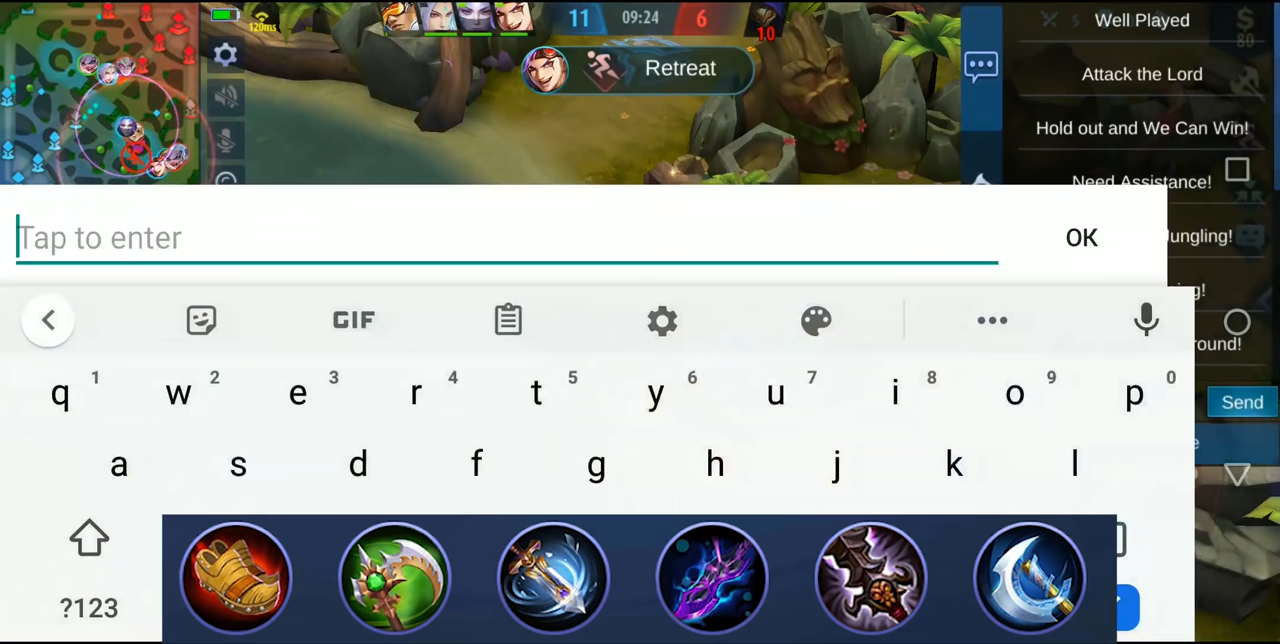 120ms
11 09:24 6
10
Retreat
Well Played
Attack the Lord
Hold out and We Can Win!
Need Assistance!
Jungling!
g!
round!
Send
e
$
80
5
Tap to enter
OK
GIF
q 1 w 2 e 3 r 4 t 5 y 6 u 7 i 8 o 9 p 0
a s d f g h j k l
?123